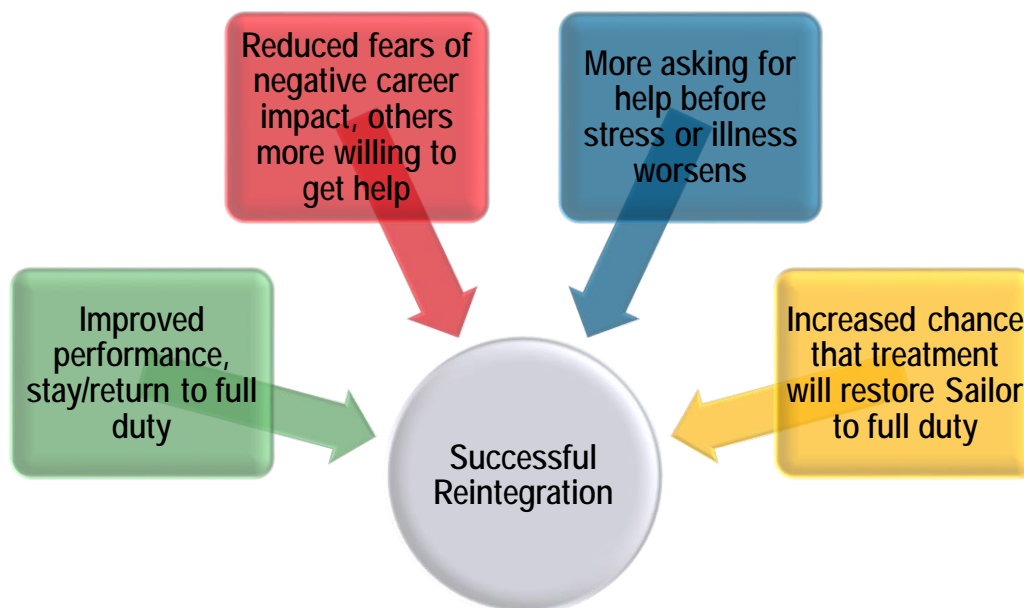 Reduced fears of
negative career
impact, others
more willing to
get help
More asking for
help before
stress or illness
worsens
Improved
performance,
stay/return to full
duty
Increased chance
that treatment
will restore Sailor
to full duty
Successful
Reintegration